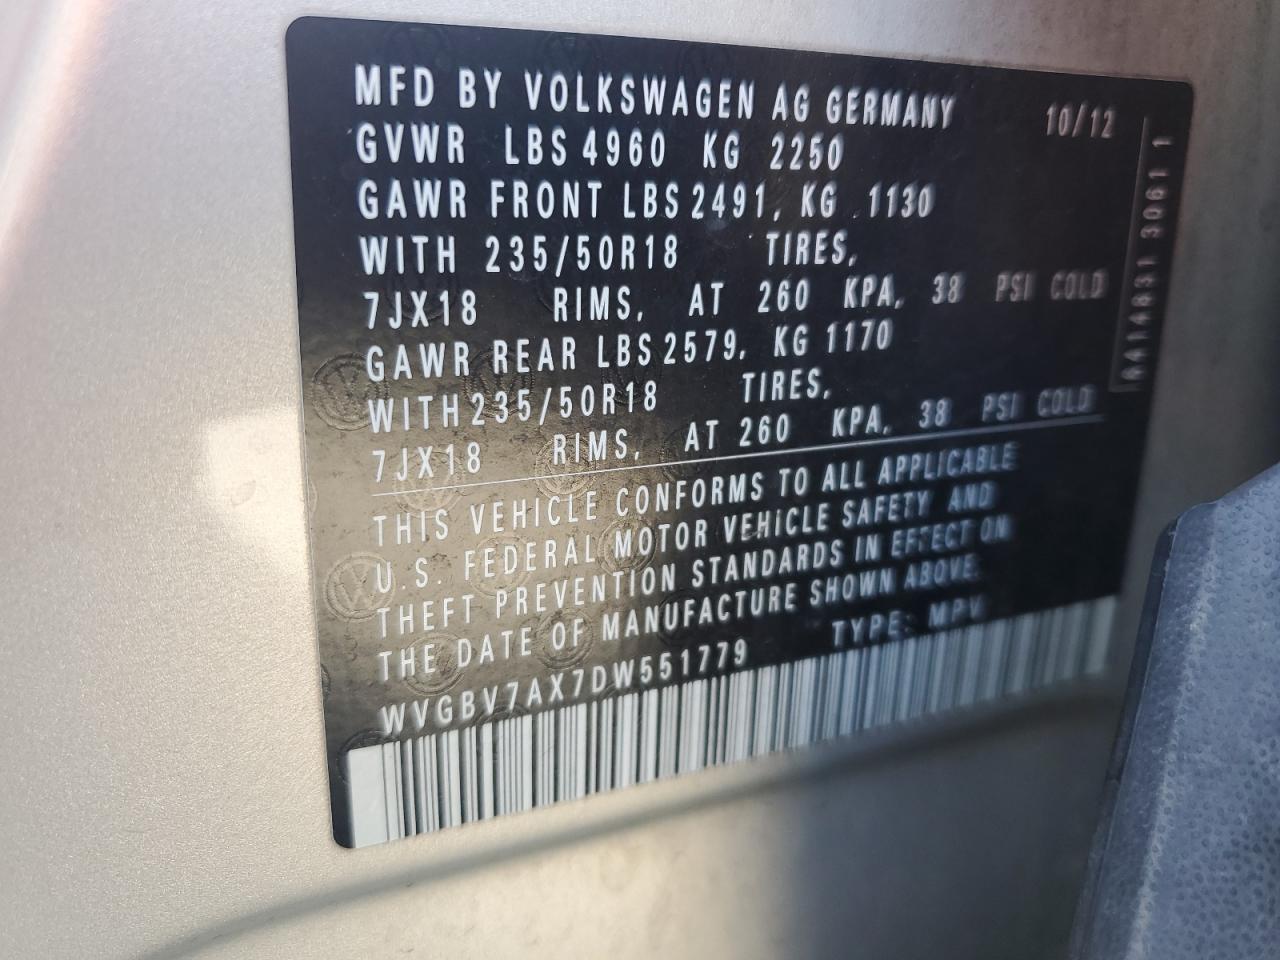 MFD BY VOLKSWAGEN AG GERMANY 10/12
GVWR LBS 4960 KG 2250
GAWR FRONT LBS 2491, KG 1130
WITH 235/50R18 TIRES,
7JX18 RIMS, AT 260 KPA, 38 PSI COLD
GAWR REAR LBS 2579, KG 1170
WITH 235/50R18 TIRES,
7JX18 RIMS, AT 260 KPA, 38 PSI COLD
THIS VEHICLE CONFORMS TO ALL APPLICABLE
U.S. FEDERAL MOTOR VEHICLE SAFETY AND
THEFT PREVENTION STANDARDS IN EFFECT ON
THE DATE OF MANUFACTURE SHOWN ABOVE.
WVGBV7AX7DW551779 TYPE: MPV